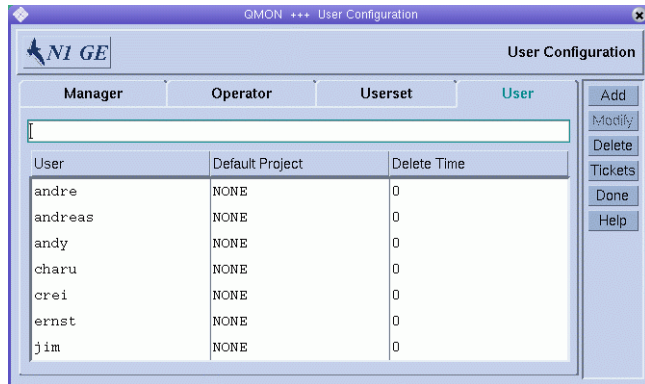 QMON +++ User Configuration
N1 GE
User Configuration
Manager Operator Userset User
Add
Modify
Delete
Tickets
Done
Help
User Default Project Delete Time
andre NONE 0
andreas NONE 0
andy NONE 0
charu NONE 0
crei NONE 0
ernst NONE 0
jim NONE 0